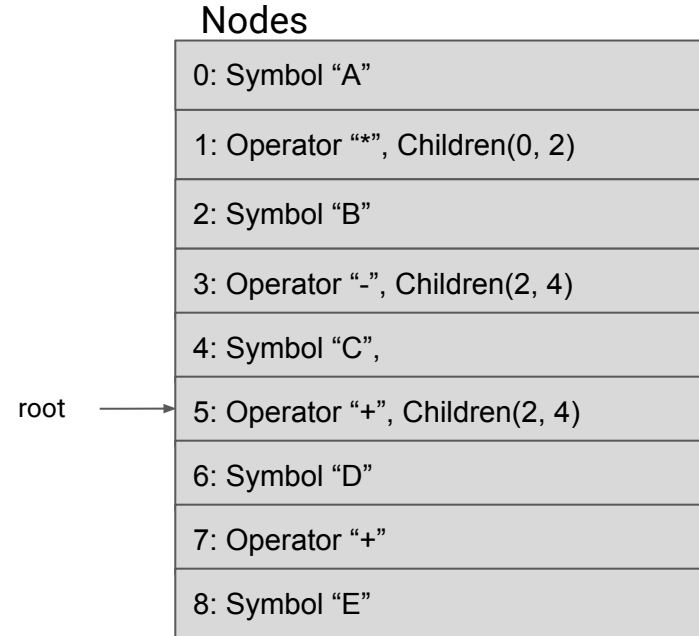 Nodes
0: Symbol “A”
1: Operator “*”, Children(0, 2)
2: Symbol “B”
3: Operator “-”, Children(2, 4)
4: Symbol “C”,
root
5: Operator “+”, Children(2, 4)
6: Symbol “D”
7: Operator “+”
8: Symbol “E”